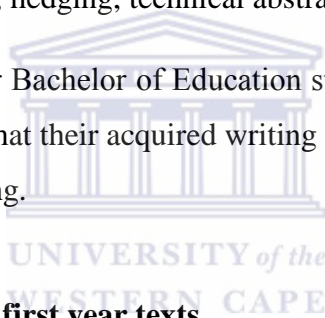 hedging, technical abstra
r Bachelor of Education s
hat their acquired writing
ng.
UNIVERSITY of the
WESTERN CAPE
first year texts